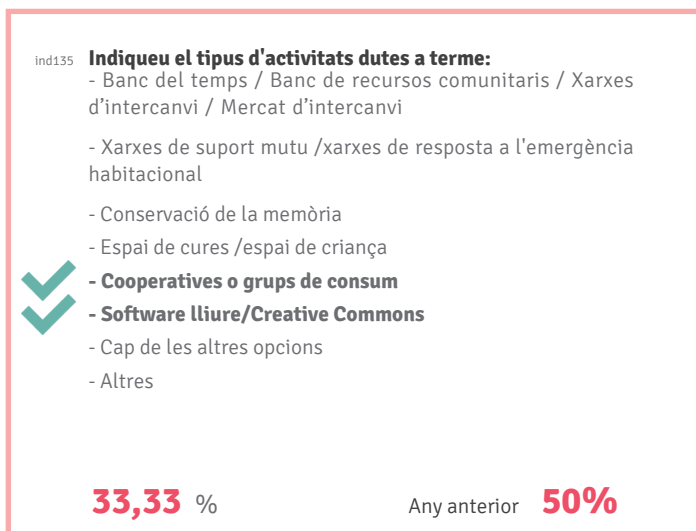 ind135 Indiqueu el tipus d'activitats dutes a terme:
- Banc del temps / Banc de recursos comunitaris / Xarxes
d’intercanvi / Mercat d’intercanvi
- Xarxes de suport mutu /xarxes de resposta a l'emergència
habitacional
- Conservació de la memòria
- Espai de cures /espai de criança
- Cooperatives o grups de consum
- Software lliure/Creative Commons
- Cap de les altres opcions
- Altres
33,33 % Any anterior 50%